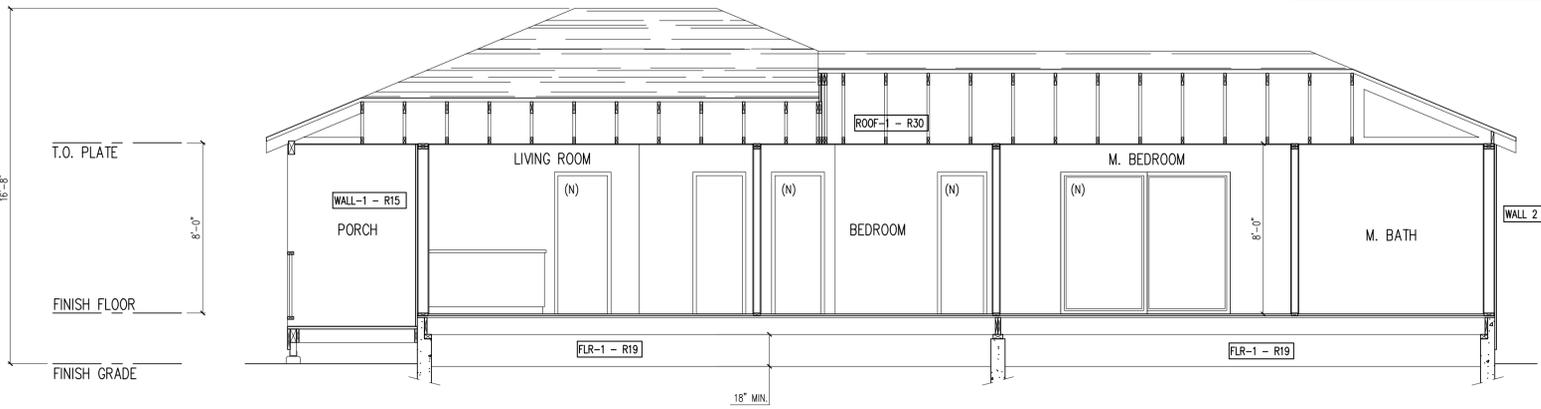 16'-8"
T.O. PLATE
8'-0"
FINISH FLOOR
FINISH GRADE
WALL-1 - R15
PORCH
LIVING ROOM
(N)
ROOF-1 - R30
(N)
BEDROOM
(N)
M. BEDROOM
(N)
8'-0"
M. BATH
WALL 2
FLR-1 - R19
FLR-1 - R19
18" MIN.